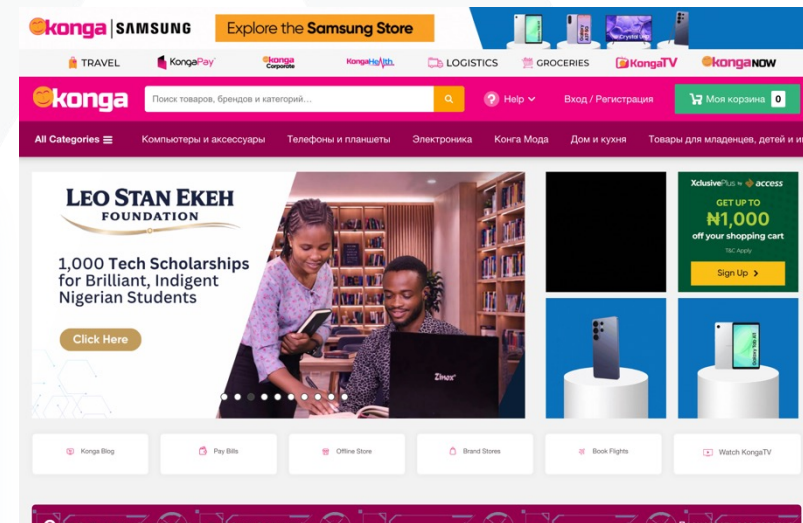 konga | SAMSUNG
Explore the Samsung Store
TRAVEL
KongaPay
konga Corporate
KongaHealth
LOGISTICS
GROCERIES
KongaTV
konga NOW
konga
Поиск товаров, брендов и категорий...
Help
Вход / Регистрация
Моя корзина 0
All Categories
Компьютеры и аксессуары
Телефоны и планшеты
Электроника
Конга Мода
Дом и кухня
Товары для младенцев, детей и и
LEO STAN EKEH
FOUNDATION
1,000 Tech Scholarships
for Brilliant, Indigent
Nigerian Students
Click Here
Zinox
XclusivePlus by access
GET UP TO
₦1,000
off your shopping cart
T&C Apply
Sign Up
Konga Blog
Pay Bills
Offline Store
Brand Stores
Book Flights
Watch KongaTV